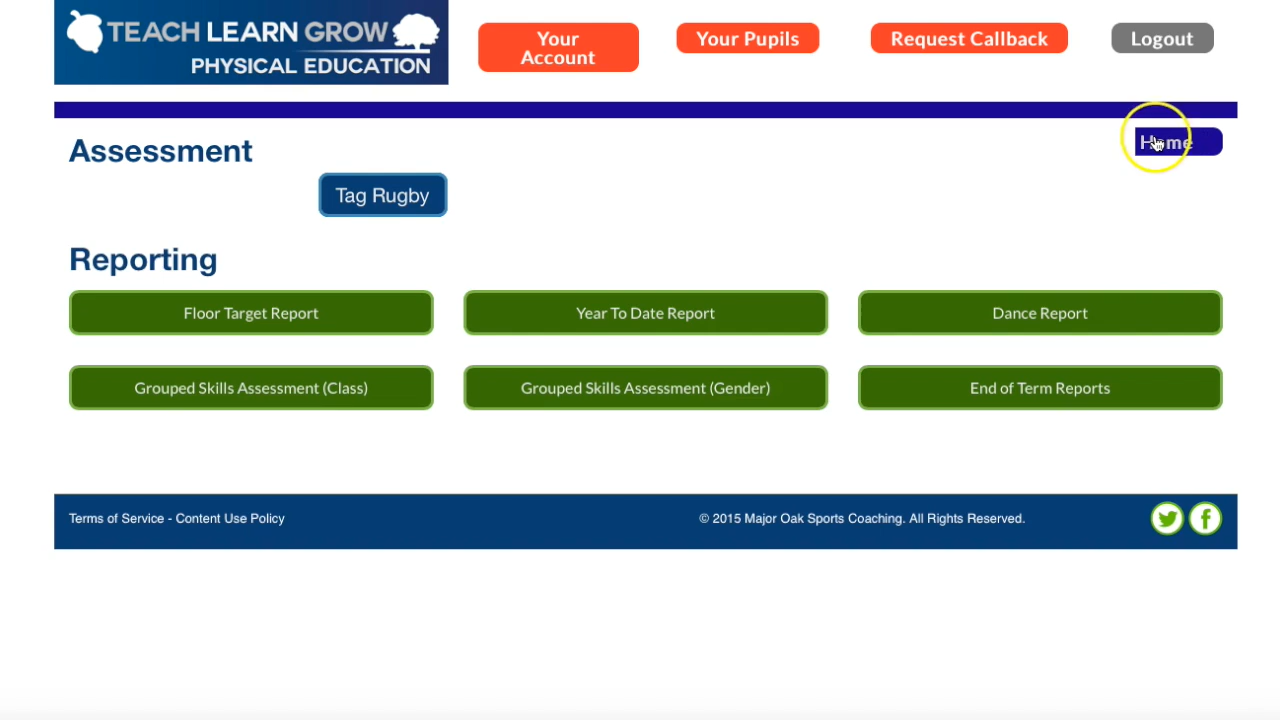 TEACH LEARN GROW
PHYSICAL EDUCATION
Your
Account
Your Pupils
Request Callback
Logout
Home
Assessment
Tag Rugby
Reporting
Floor Target Report
Year To Date Report
Dance Report
Grouped Skills Assessment (Class)
Grouped Skills Assessment (Gender)
End of Term Reports
Terms of Service - Content Use Policy
© 2015 Major Oak Sports Coaching. All Rights Reserved.